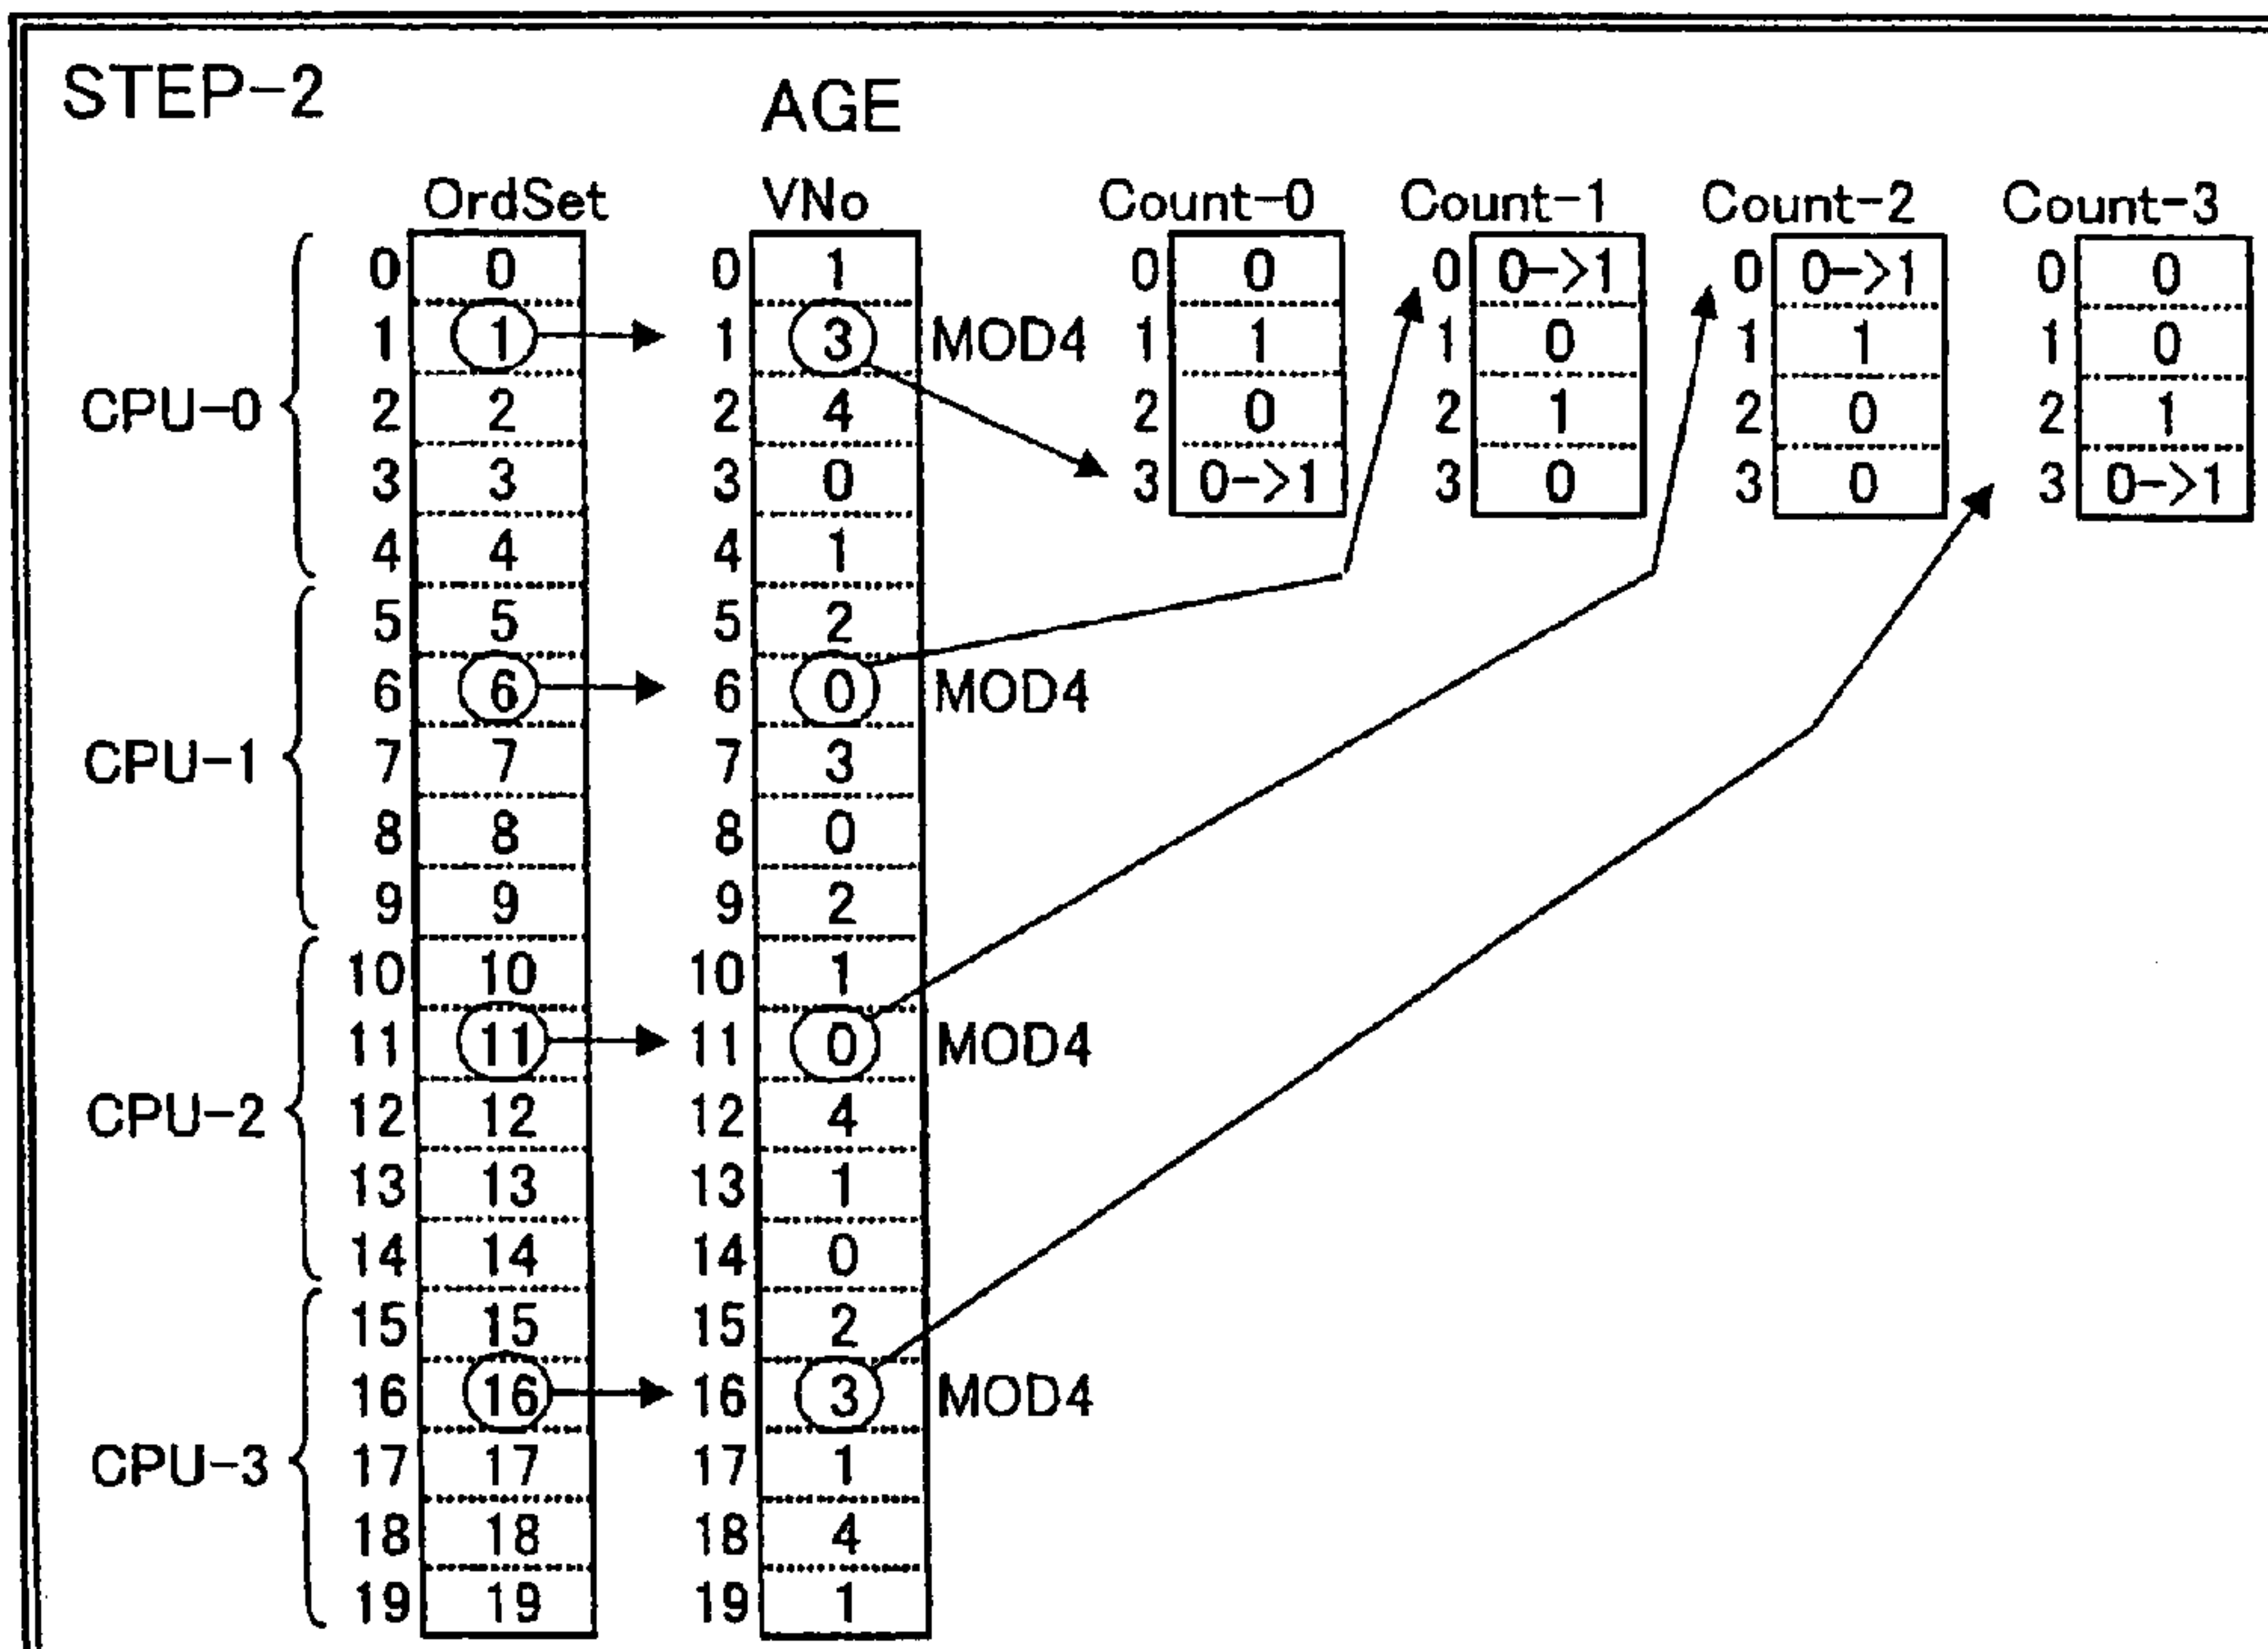 STEP-2
AGE
OrdSet VNo Count-0 Count-1 Count-2 Count-3
0 0 0 1 0 0 0 0->1 0 0->1 0 0
1 1 1 3 MOD4 1 1 1 0 1 1 1 0
CPU-0 2 2 2 4 2 0 2 1 2 0 2 1
3 3 3 0 3 0->1 3 0 3 0 3 0->1
4 4 4 1
5 5 5 2
6 6 6 0 MOD4
CPU-1 7 7 7 3
8 8 8 0
9 9 9 2
10 10 10 1
11 11 11 0 MOD4
CPU-2 12 12 12 4
13 13 13 1
14 14 14 0
15 15 15 2
16 16 16 3 MOD4
CPU-3 17 17 17 1
18 18 18 4
19 19 19 1